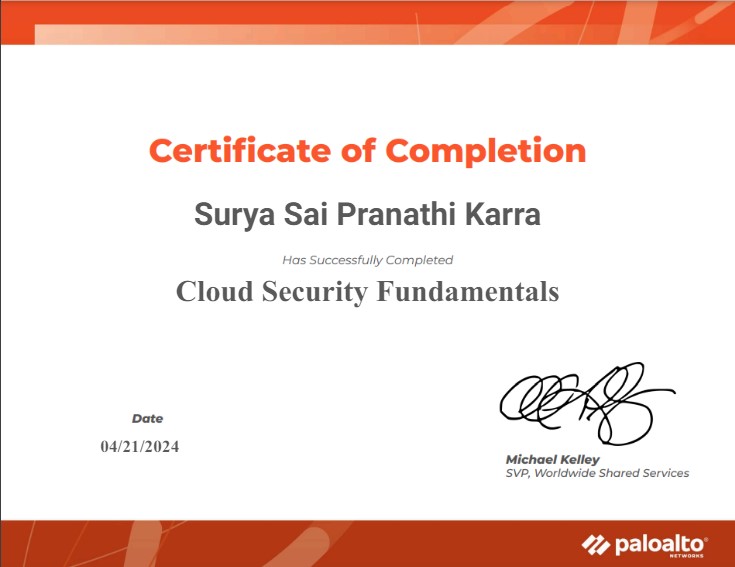 Certificate of Completion
Surya Sai Pranathi Karra
Has Successfully Completed
Cloud Security Fundamentals
Date
04/21/2024
Michael Kelley
SVP, Worldwide Shared Services
paloalto®
NETWORKS